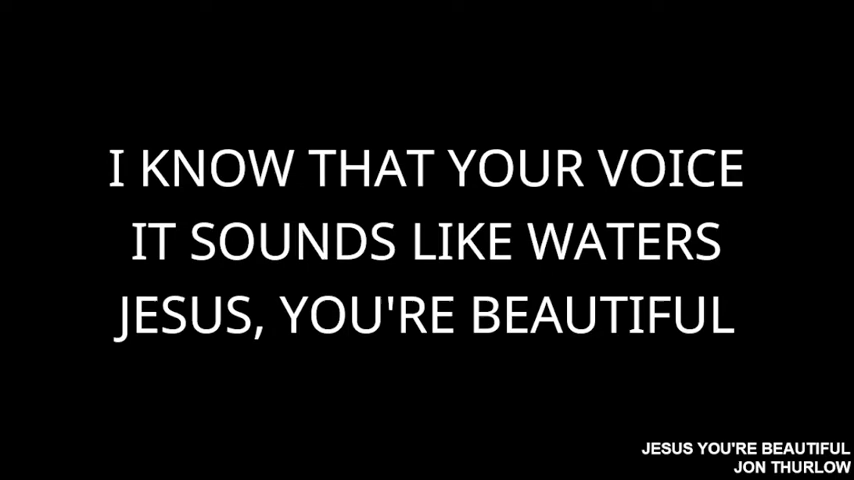 I KNOW THAT YOUR VOICE
IT SOUNDS LIKE WATERS
JESUS, YOU'RE BEAUTIFUL
JESUS YOU'RE BEAUTIFUL
JON THURLOW